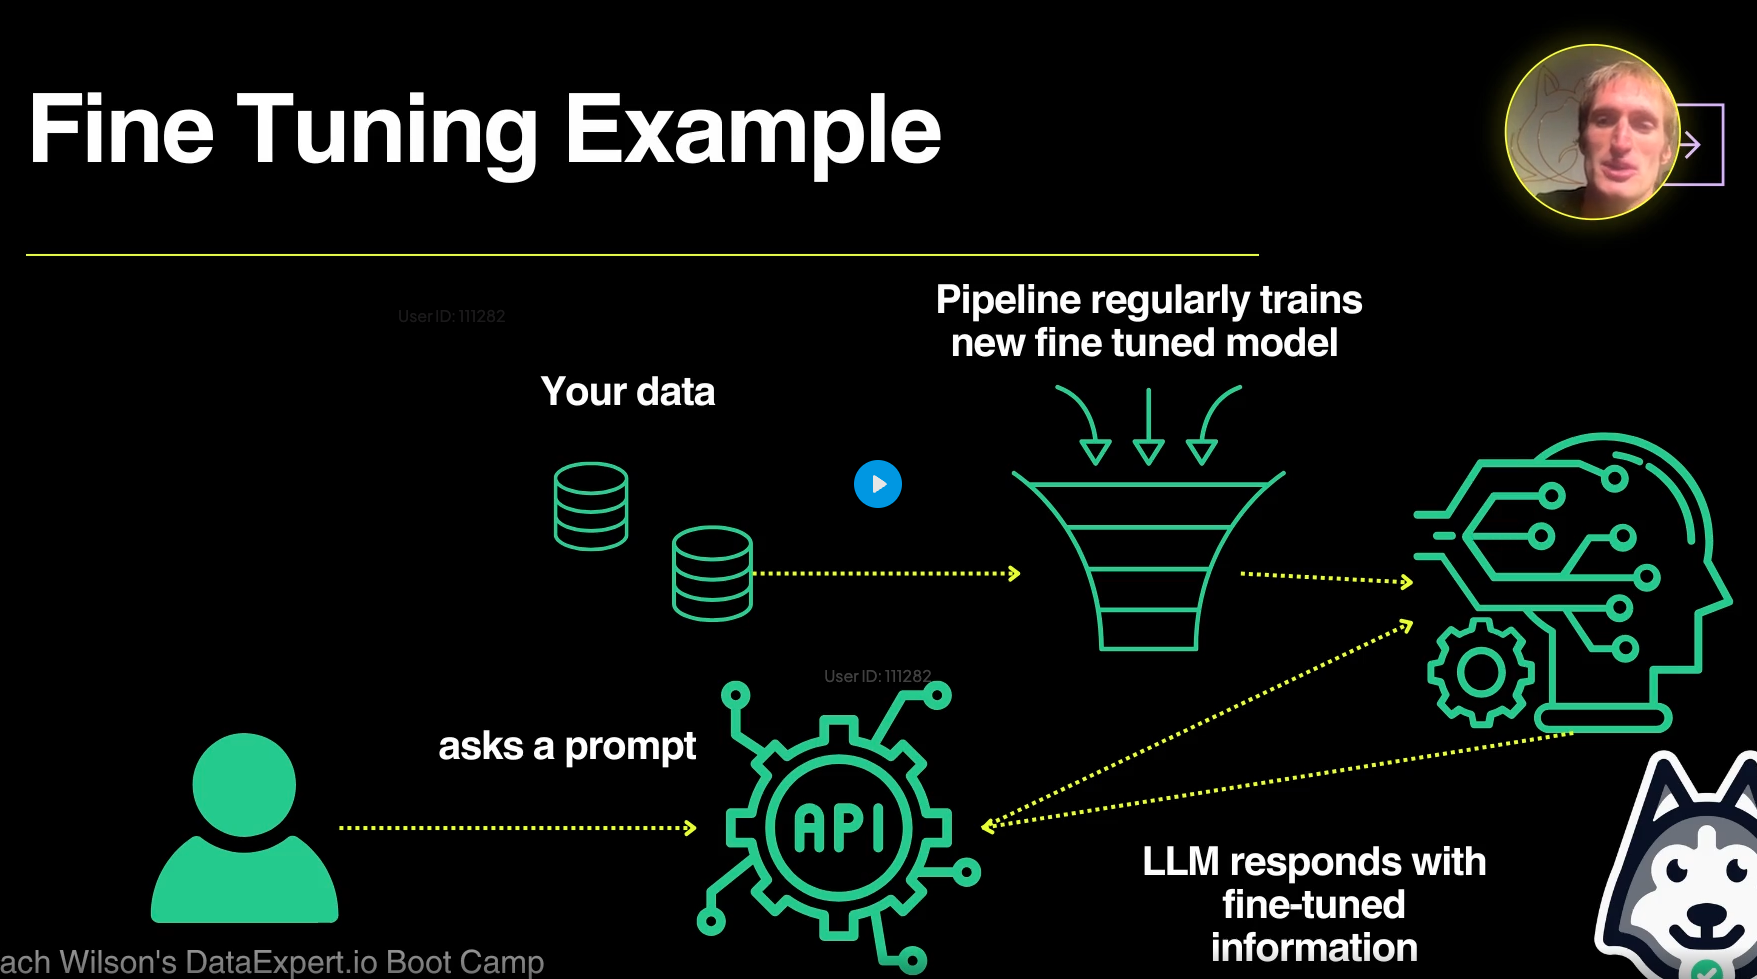 Fine Tuning Example
User ID: 111282
Pipeline regularly trains
new fine tuned model
Your data
User ID: 111282
asks a prompt
API
LLM responds with
fine-tuned
information
ach Wilson's DataExpert.io Boot Camp